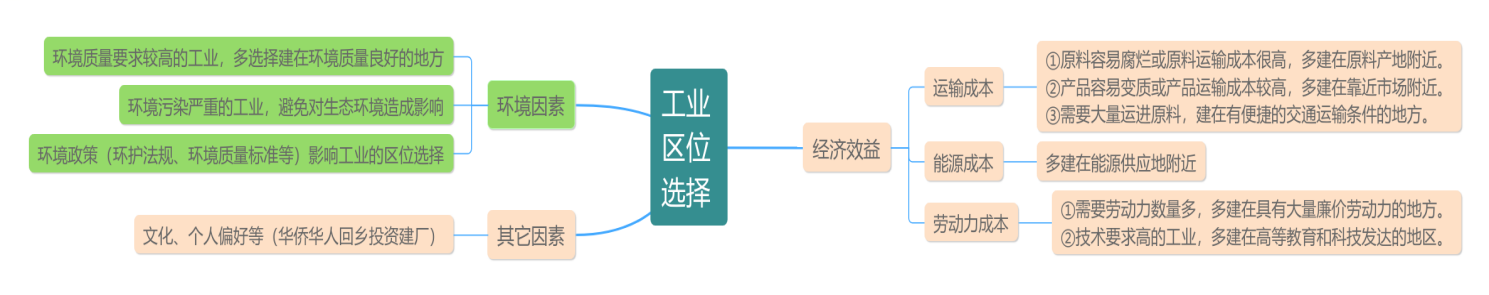 工业
区位
选择
环境因素
环境质量要求较高的工业，多选择建在环境质量良好的地方
环境污染严重的工业，避免对生态环境造成影响
环境政策（环护法规、环境质量标准等）影响工业的区位选择
其它因素
文化、个人偏好等（华侨华人回乡投资建厂）
经济效益
运输成本
①原料容易腐烂或原料运输成本很高，多建在原料产地附近。
②产品容易变质或产品运输成本较高，多建在靠近市场附近。
③需要大量运进原料，建在有便捷的交通运输条件的地方。
能源成本
多建在能源供应地附近
劳动力成本
①需要劳动力数量多，多建在具有大量廉价劳动力的地方。
②技术要求高的工业，多建在高等教育和科技发达的地区。